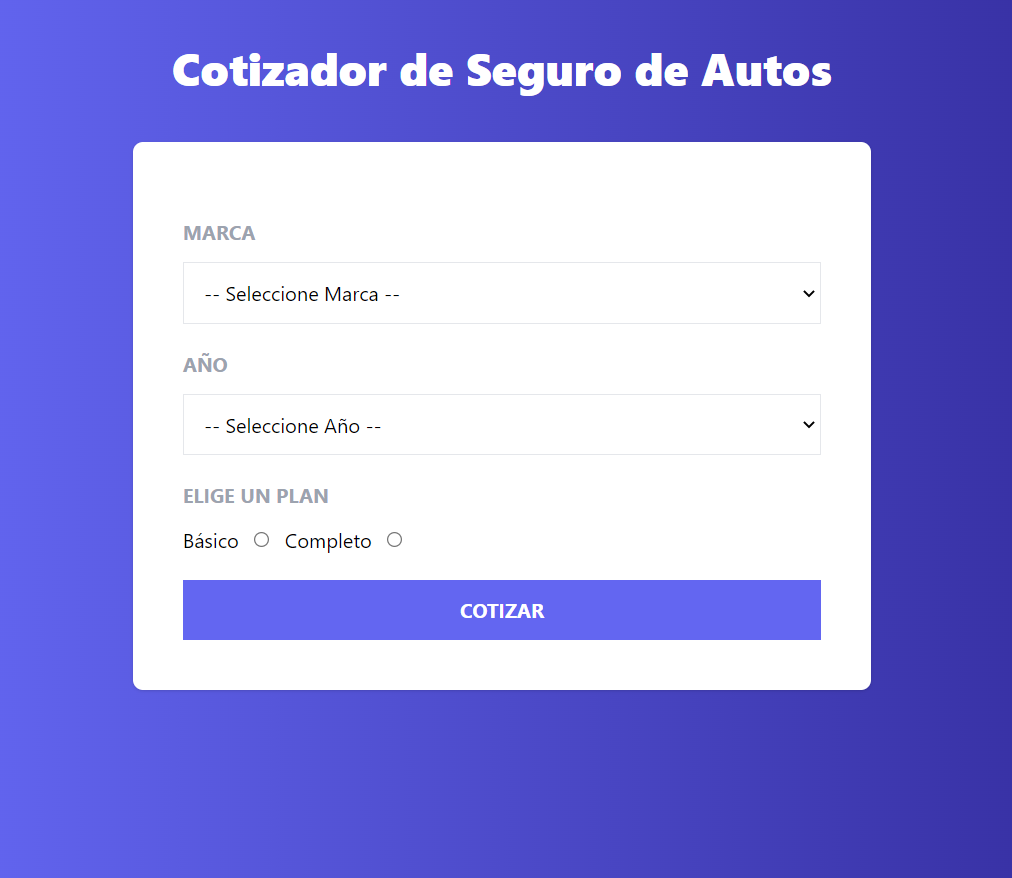 Cotizador de Seguro de Autos
MARCA
-- Seleccione Marca --
AÑO
-- Seleccione Año --
ELIGE UN PLAN
Básico Completo
COTIZAR